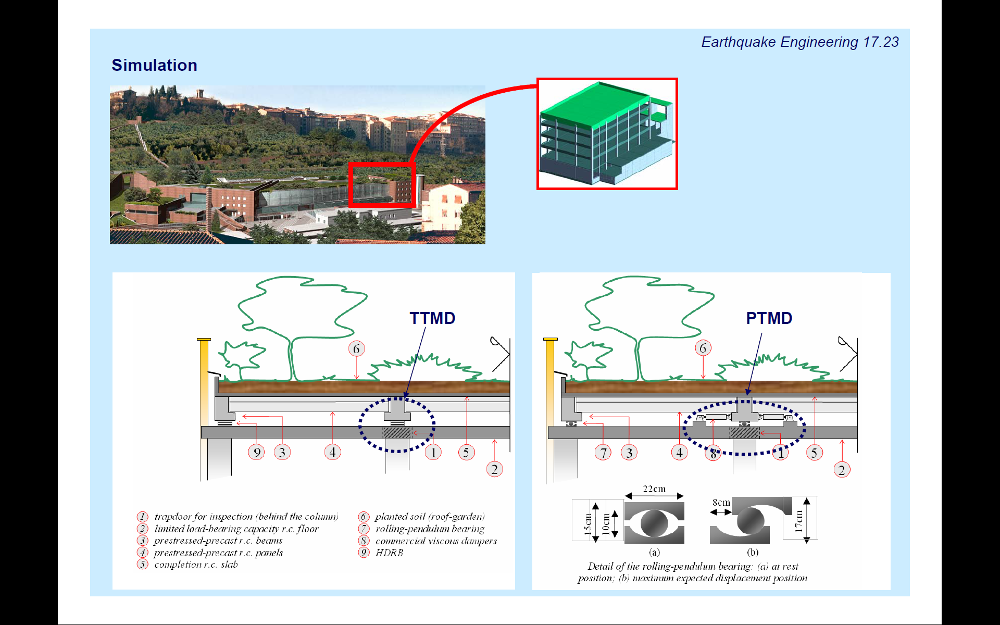 Earthquake Engineering 17.23
Simulation
TTMD
6
9
3
4
1
5
2
1 trapdoor for inspection (behind the column)
2 limited load-bearing capacity r.c. floor
3 prestressed-precast r.c. beams
4 prestressed-precast r.c. panels
5 completion r.c. slab
6 planted soil (roof-garden)
7 rolling-pendulum bearing
8 commercial viscous dampers
9 HDRB
PTMD
6
7
3
4
8
1
5
2
22cm
15cm
10cm
8cm
17cm
(a)
(b)
Detail of the rolling-pendulum bearing: (a) at rest
position; (b) maximum expected displacement position